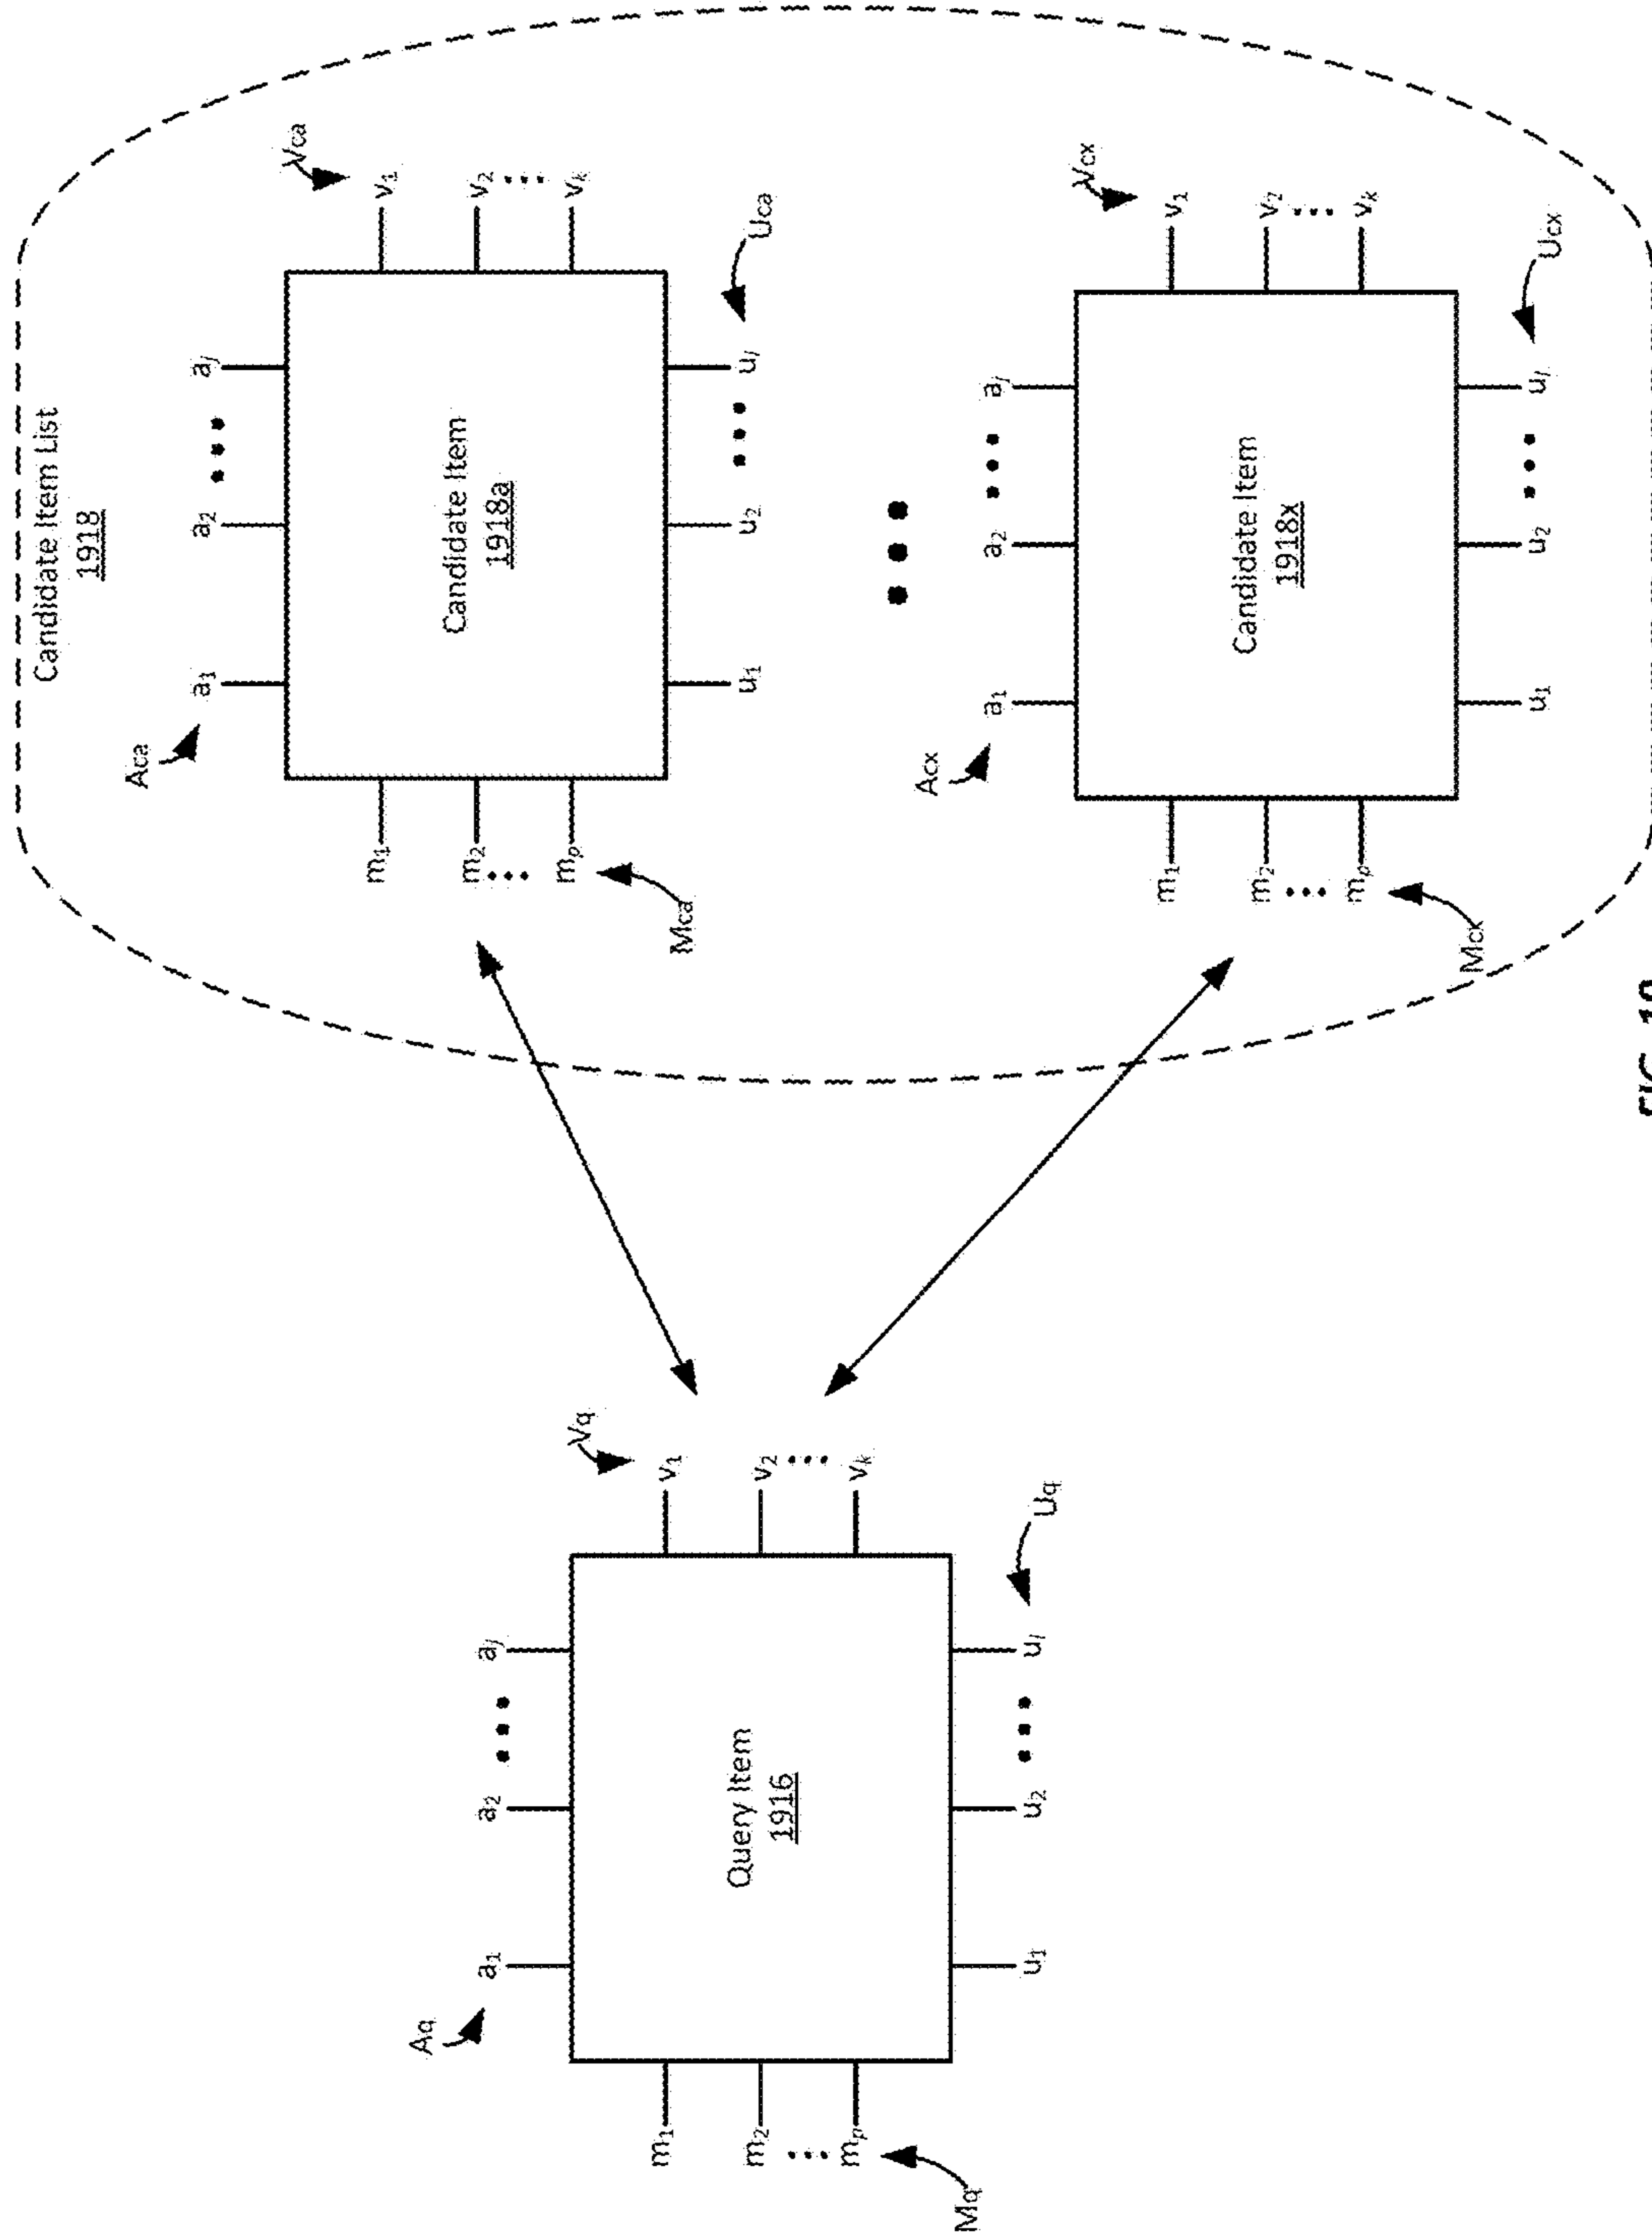 Candidate Item List
1918
Aca
a1 a2 ••• aj
Vca
m1
m2
⋮
mp
Candidate Item
1918a
v1
v2
⋮
vk
Mca
u1 u2 ••• ul
Uca
•••
Aq
a1 a2 ••• aj
Vq
m1
m2
⋮
mp
Query Item
1916
v1
v2
⋮
vk
Mq
u1 u2 ••• ul
Uq
Acx
a1 a2 ••• aj
Vcx
m1
m2
⋮
mp
Candidate Item
1918x
v1
v2
⋮
vk
Mcx
u1 u2 ••• ul
Ucx
FIG.